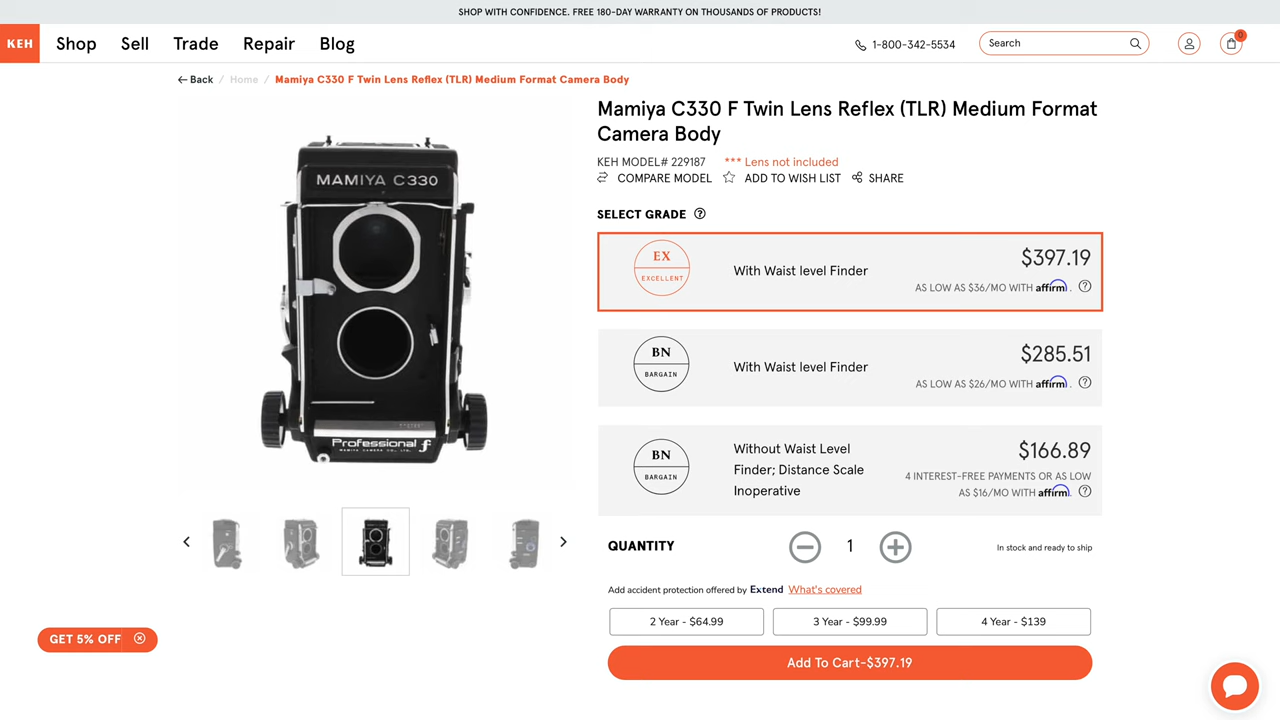 SHOP WITH CONFIDENCE. FREE 180-DAY WARRANTY ON THOUSANDS OF PRODUCTS!
KEH
Shop
Sell
Trade
Repair
Blog
1-800-342-5534
Search
0
Back / Home / Mamiya C330 F Twin Lens Reflex (TLR) Medium Format Camera Body
MAMIYA C330
Professional f
MAMIYA CAMERA CO., LTD.
Mamiya C330 F Twin Lens Reflex (TLR) Medium Format
Camera Body
KEH MODEL# 229187 *** Lens not included
COMPARE MODEL ADD TO WISH LIST SHARE
SELECT GRADE ?
EX
EXCELLENT
With Waist level Finder
$397.19
AS LOW AS $36/MO WITH affirm. ?
BN
BARGAIN
With Waist level Finder
$285.51
AS LOW AS $26/MO WITH affirm. ?
BN
BARGAIN
Without Waist Level
Finder; Distance Scale
Inoperative
$166.89
4 INTEREST-FREE PAYMENTS OR AS LOW
AS $16/MO WITH affirm. ?
QUANTITY
1
In stock and ready to ship
Add accident protection offered by Extend What's covered
2 Year - $64.99
3 Year - $99.99
4 Year - $139
Add To Cart-$397.19
GET 5% OFF